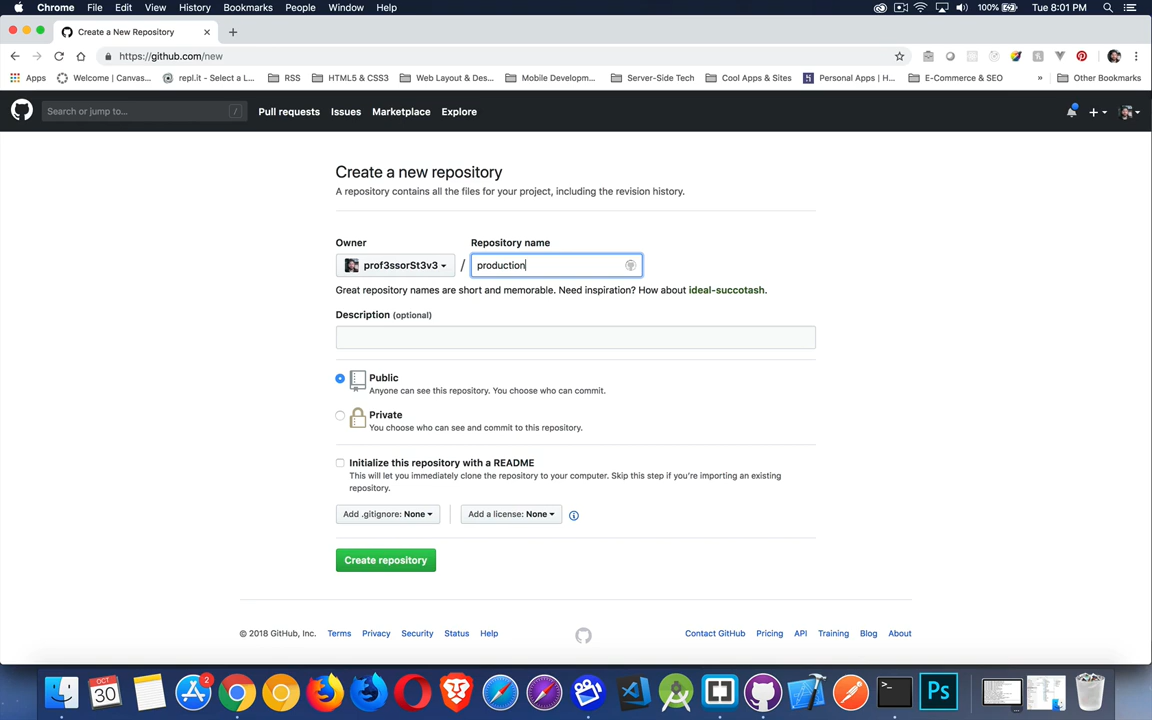 Chrome File Edit View History Bookmarks People Window Help 100% Tue 8:01 PM
Create a New Repository
https://github.com/new
Apps Welcome | Canvas... repl.it - Select a L... RSS HTML5 & CSS3 Web Layout & Des... Mobile Developm... Server-Side Tech Cool Apps & Sites Personal Apps | H... E-Commerce & SEO » Other Bookmarks
Search or jump to... / Pull requests Issues Marketplace Explore
Create a new repository
A repository contains all the files for your project, including the revision history.
Owner Repository name
prof3ssorSt3v3 / production
Great repository names are short and memorable. Need inspiration? How about ideal-succotash.
Description (optional)
Public
Anyone can see this repository. You choose who can commit.
Private
You choose who can see and commit to this repository.
Initialize this repository with a README
This will let you immediately clone the repository to your computer. Skip this step if you're importing an existing
repository.
Add .gitignore: None Add a license: None
Create repository
© 2018 GitHub, Inc. Terms Privacy Security Status Help Contact GitHub Pricing API Training Blog About
OCT
30
2
>_
Ps